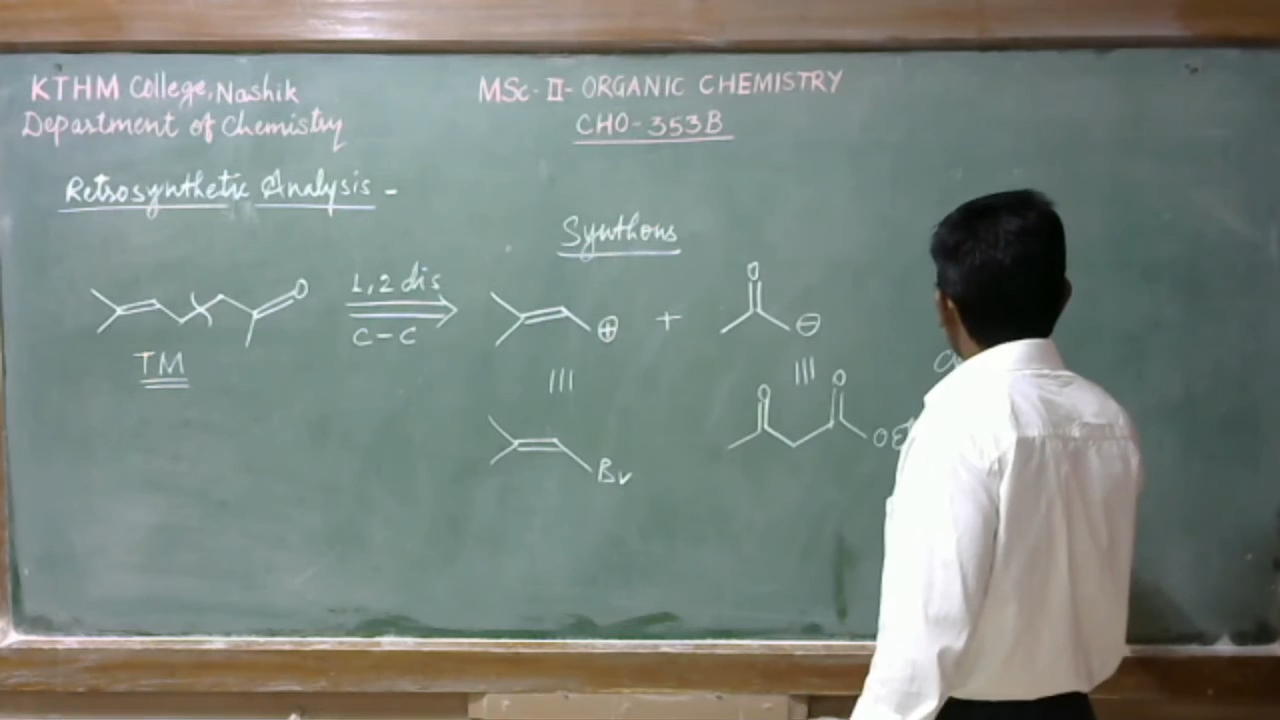 KTHM College, Nashik
Department of Chemistry
MSc-II- ORGANIC CHEMISTRY
CHO-353B
Retrosynthetic Analysis -
Synthons
O
1,2 dis
C-C
TM
⊕
+
O
⊖
|||
|||
Br
O
O
OEt